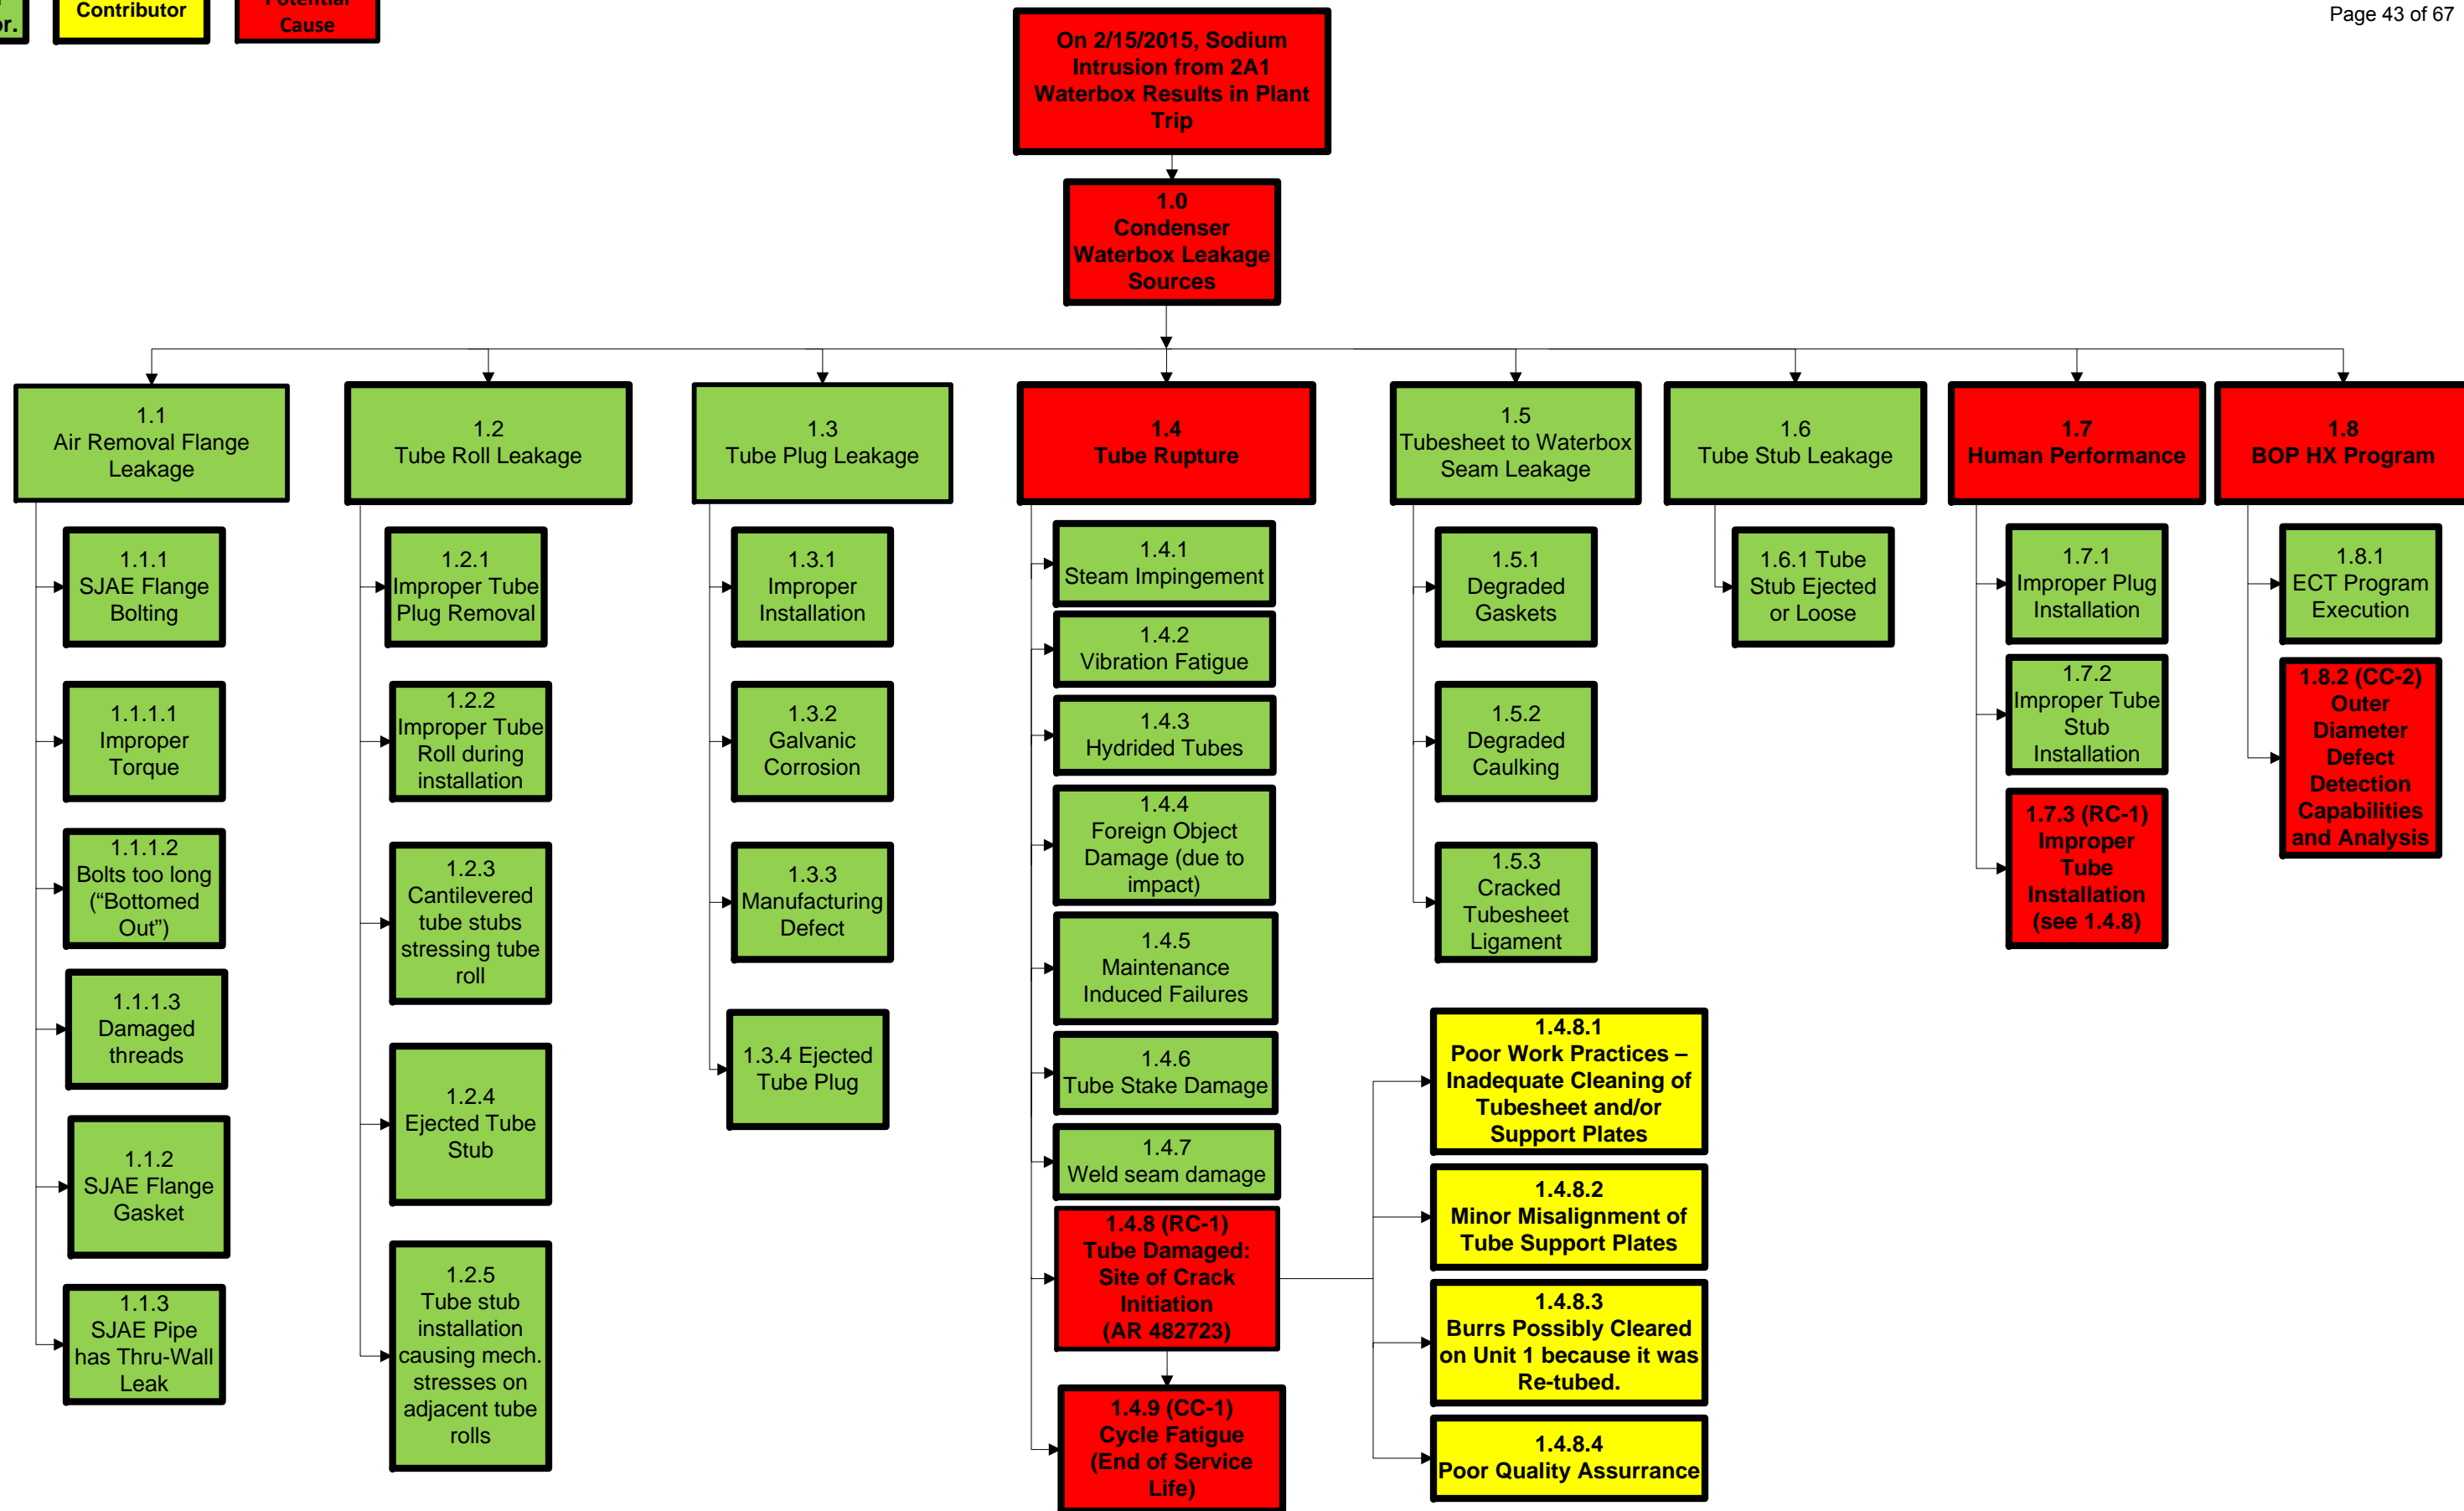 or.
Contributor
Potential
Cause
Page 43 of 67
On 2/15/2015, Sodium
Intrusion from 2A1
Waterbox Results in Plant
Trip
1.0
Condenser
Waterbox Leakage
Sources
1.1
Air Removal Flange
Leakage
1.2
Tube Roll Leakage
1.3
Tube Plug Leakage
1.4
Tube Rupture
1.5
Tubesheet to Waterbox
Seam Leakage
1.6
Tube Stub Leakage
1.7
Human Performance
1.8
BOP HX Program
1.1.1
SJAE Flange
Bolting
1.1.1.1
Improper
Torque
1.1.1.2
Bolts too long
(“Bottomed
Out”)
1.1.1.3
Damaged
threads
1.1.2
SJAE Flange
Gasket
1.1.3
SJAE Pipe
has Thru-Wall
Leak
1.2.1
Improper Tube
Plug Removal
1.2.2
Improper Tube
Roll during
installation
1.2.3
Cantilevered
tube stubs
stressing tube
roll
1.2.4
Ejected Tube
Stub
1.2.5
Tube stub
installation
causing mech.
stresses on
adjacent tube
rolls
1.3.1
Improper
Installation
1.3.2
Galvanic
Corrosion
1.3.3
Manufacturing
Defect
1.3.4 Ejected
Tube Plug
1.4.1
Steam Impingement
1.4.2
Vibration Fatigue
1.4.3
Hydrided Tubes
1.4.4
Foreign Object
Damage (due to
impact)
1.4.5
Maintenance
Induced Failures
1.4.6
Tube Stake Damage
1.4.7
Weld seam damage
1.4.8 (RC-1)
Tube Damaged:
Site of Crack
Initiation
(AR 482723)
1.4.9 (CC-1)
Cycle Fatigue
(End of Service
Life)
1.4.8.1
Poor Work Practices –
Inadequate Cleaning of
Tubesheet and/or
Support Plates
1.4.8.2
Minor Misalignment of
Tube Support Plates
1.4.8.3
Burrs Possibly Cleared
on Unit 1 because it was
Re-tubed.
1.4.8.4
Poor Quality Assurrance
1.5.1
Degraded
Gaskets
1.5.2
Degraded
Caulking
1.5.3
Cracked
Tubesheet
Ligament
1.6.1 Tube
Stub Ejected
or Loose
1.7.1
Improper Plug
Installation
1.7.2
Improper Tube
Stub
Installation
1.7.3 (RC-1)
Improper
Tube
Installation
(see 1.4.8)
1.8.1
ECT Program
Execution
1.8.2 (CC-2)
Outer
Diameter
Defect
Detection
Capabilities
and Analysis